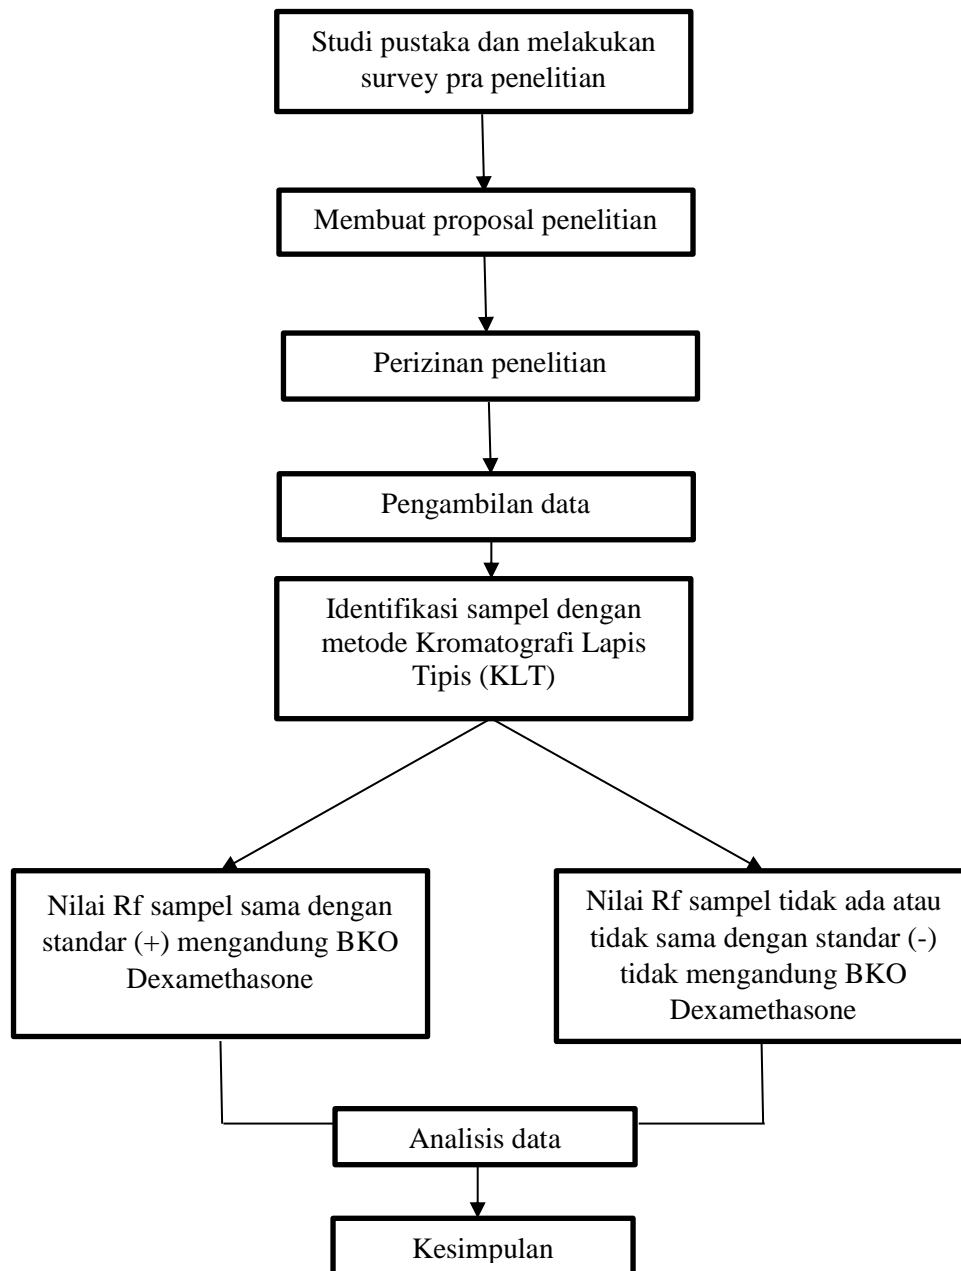 Studi pustaka dan melakukan
survey pra penelitian
Membuat proposal penelitian
Perizinan penelitian
Pengambilan data
Identifikasi sampel dengan
metode Kromatografi Lapis
Tipis (KLT)
Nilai Rf sampel sama dengan
standar (+) mengandung BKO
Dexamethasone
Nilai Rf sampel tidak ada atau
tidak sama dengan standar (-)
tidak mengandung BKO
Dexamethasone
Analisis data
Kesimpulan